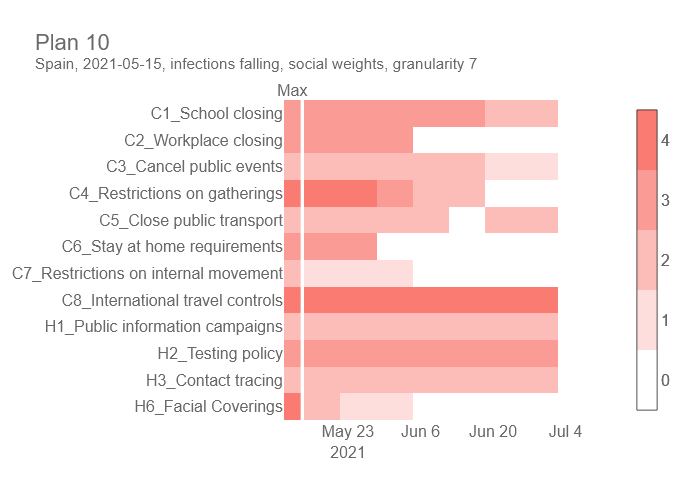 Plan 10
Spain, 2021-05-15, infections falling, social weights, granularity 7
Max
C1_School closing
C2_Workplace closing
C3_Cancel public events
C4_Restrictions on gatherings
C5_Close public transport
C6_Stay at home requirements
C7_Restrictions on internal movement
C8_International travel controls
H1_Public information campaigns
H2_Testing policy
H3_Contact tracing
H6_Facial Coverings
May 23 Jun 6 Jun 20 Jul 4
2021
4
3
2
1
0